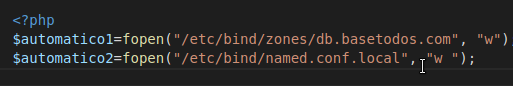 <?php
$automatico1=fopen("/etc/bind/zones/db.basetodos.com", "w")
$automatico2=fopen("/etc/bind/named.conf.local", "w ");